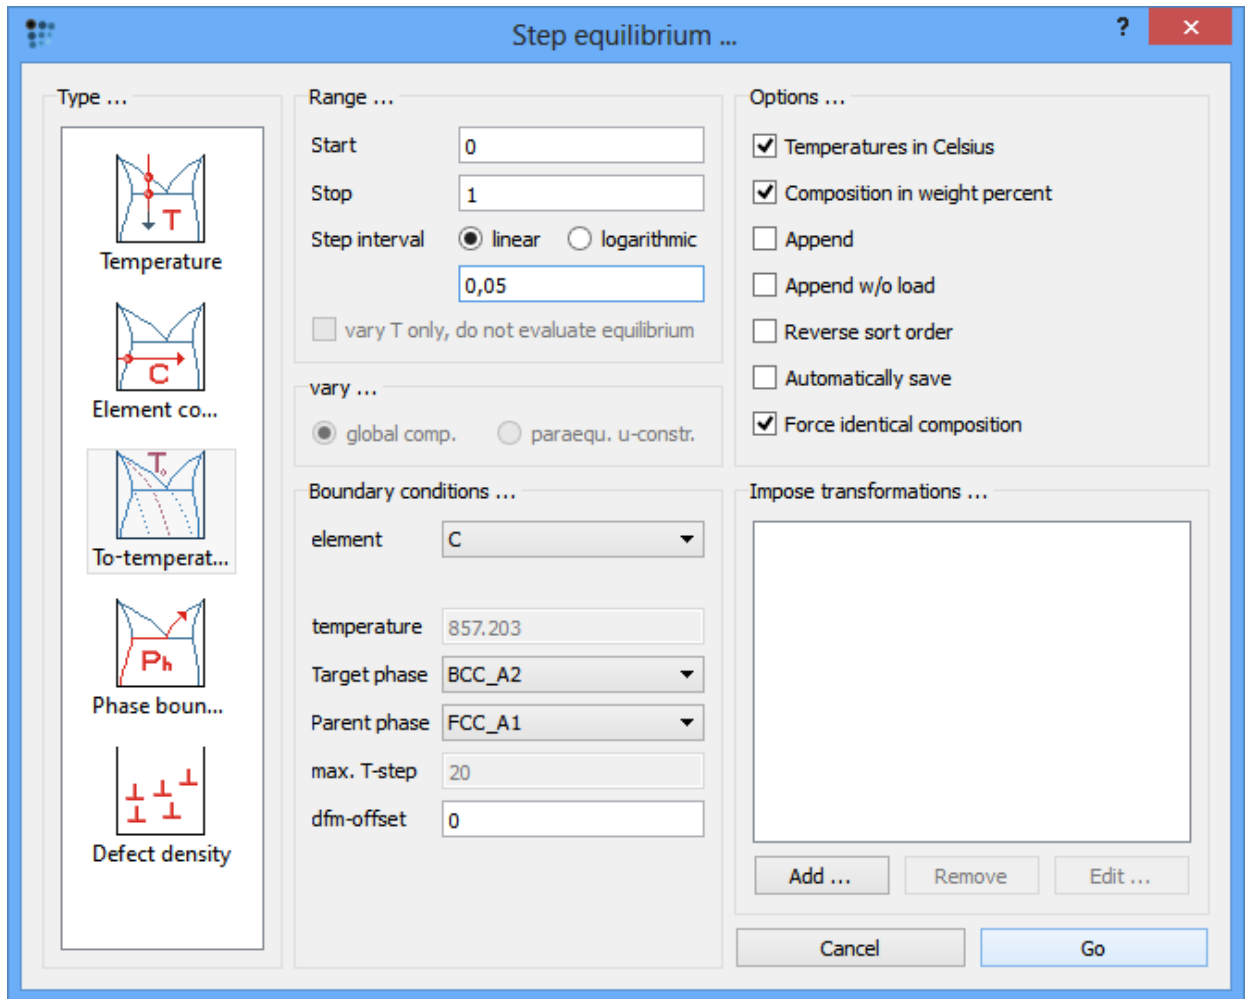 Step equilibrium ...
?
Type ...
T
Temperature
C
Element co...
To
To-temperat...
Ph
Phase boun...
Defect density
Range ...
Start 0
Stop 1
Step interval linear logarithmic
0,05
vary T only, do not evaluate equilibrium
vary ...
global comp. paraequ. u-constr.
Boundary conditions ...
element C
temperature 857.203
Target phase BCC_A2
Parent phase FCC_A1
max. T-step 20
dfm-offset 0
Options ...
Temperatures in Celsius
Composition in weight percent
Append
Append w/o load
Reverse sort order
Automatically save
Force identical composition
Impose transformations ...
Add ... Remove Edit ...
Cancel Go